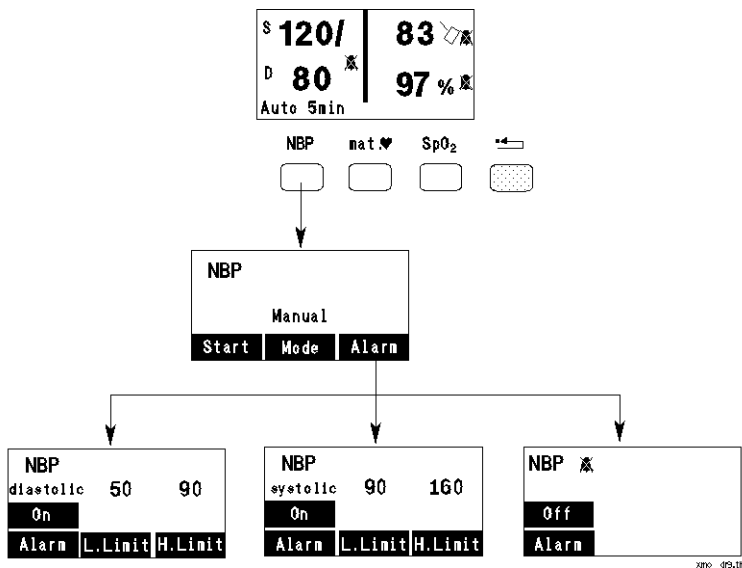 S 120/ 83
D 80 97 %
Auto 5min
NBP mat.♥ SpO₂
NBP
Manual
Start Mode Alarm
NBP
diastolic 50 90
On
Alarm L.Limit H.Limit
NBP
systolic 90 160
On
Alarm L.Limit H.Limit
NBP
Off
Alarm